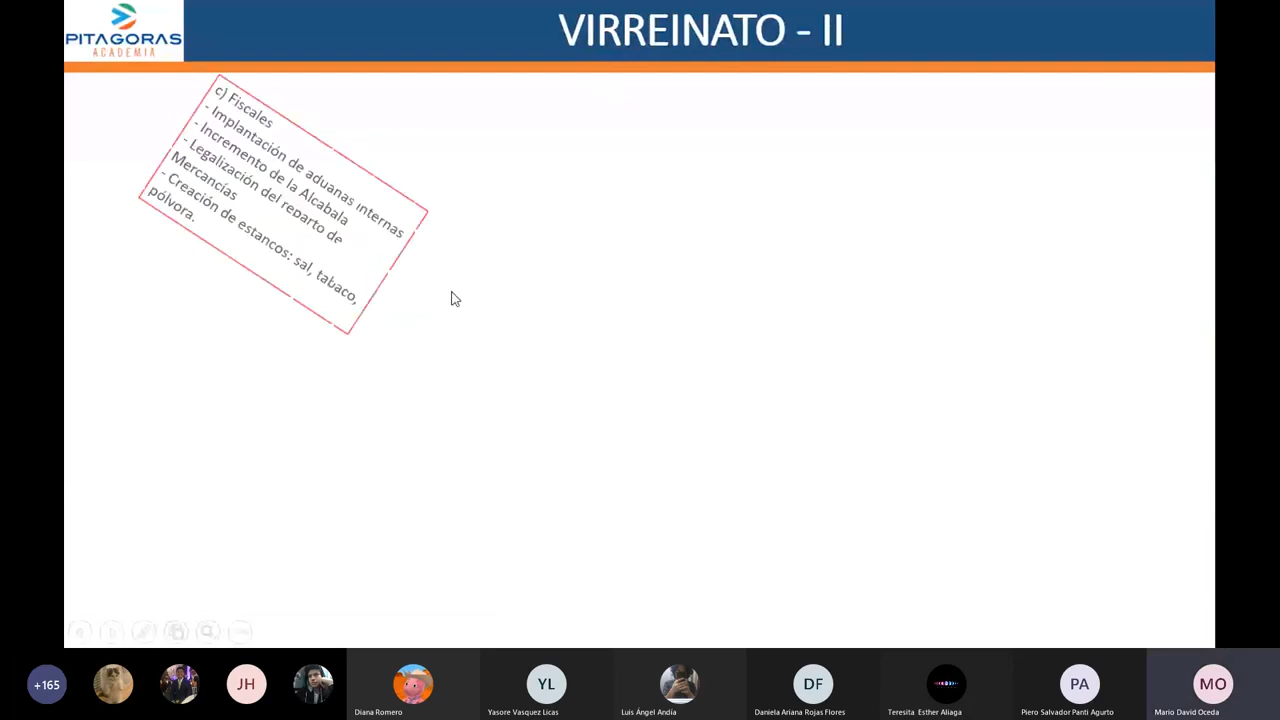 PITAGORAS
ACADEMIA
VIRREINATO - II
c) Fiscales
- Implantación de aduanas internas
- Incremento de la Alcabala
- Legalización del reparto de
Mercancías
- Creación de estancos: sal, tabaco,
pólvora.
+165
JH
YL
DF
PA
MO
Diana Romero
Yasore Vasquez Licas
Luis Ángel Andía
Daniela Ariana Rojas Flores
Teresita Esther Aliaga
Piero Salvador Panti Agurto
Mario David Oceda